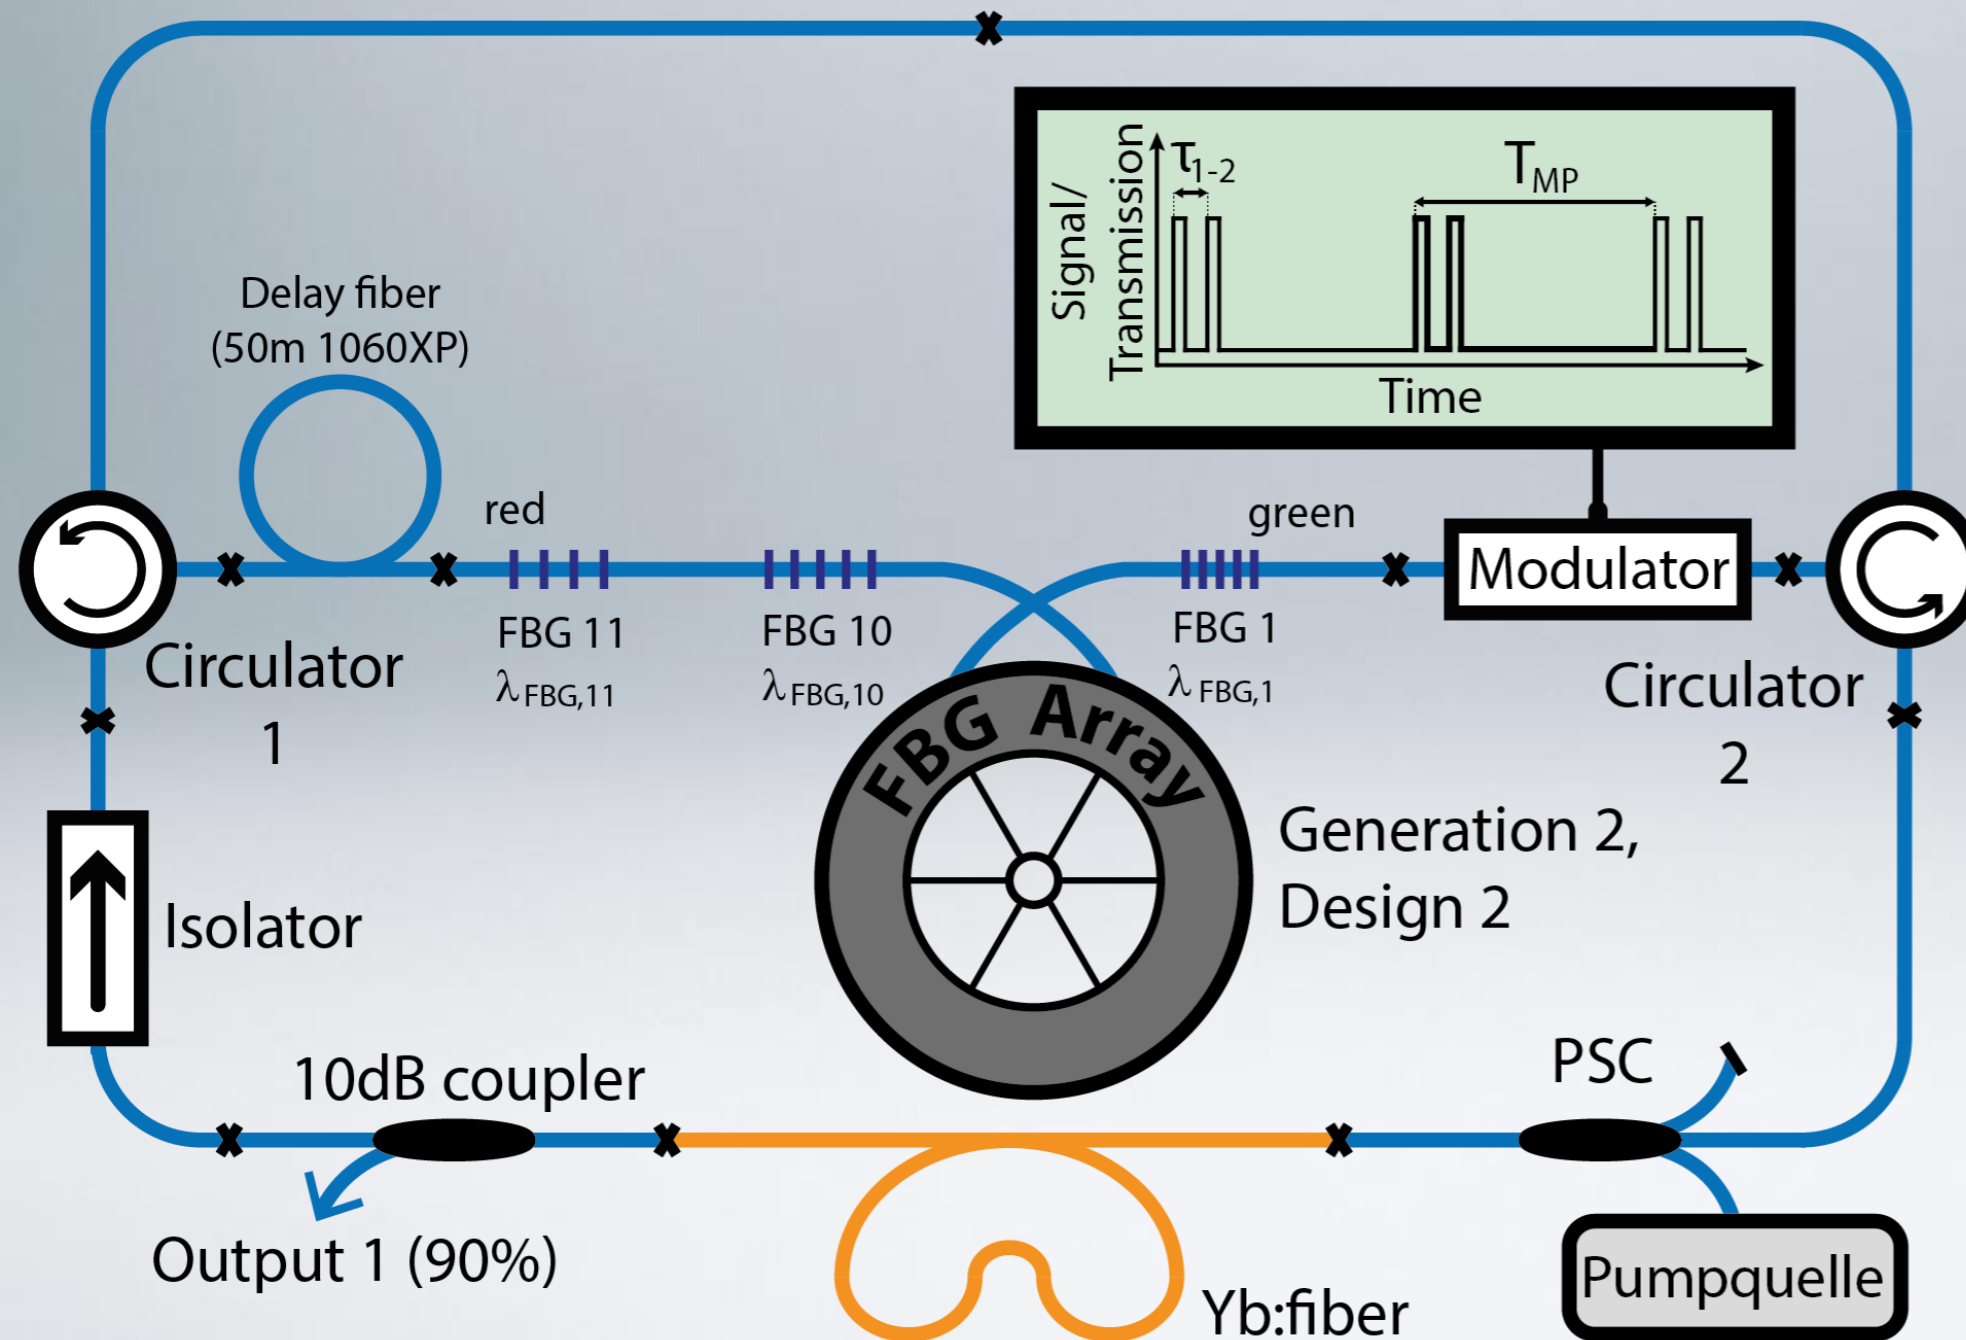 Signal/
Transmission
τ1-2
TMP
Time
Delay fiber
(50m 1060XP)
red
green
FBG 11
λFBG,11
FBG 10
λFBG,10
FBG 1
λFBG,1
Modulator
Circulator
1
Circulator
2
FBG Array
Generation 2,
Design 2
Isolator
10dB coupler
PSC
Output 1 (90%)
Yb:fiber
Pumpquelle